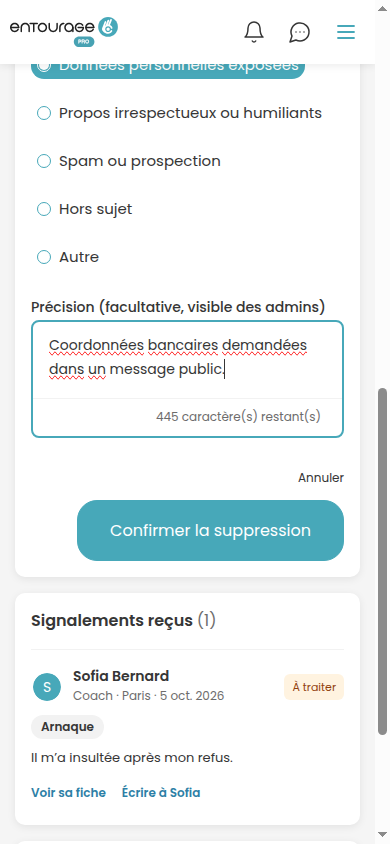 entourage
PRO
Données personnelles exposées
Propos irrespectueux ou humiliants
Spam ou prospection
Hors sujet
Autre
Précision (facultative, visible des admins)
Coordonnées bancaires demandées
dans un message public.
445 caractère(s) restant(s)
Annuler
Confirmer la suppression
Signalements reçus (1)
S
Sofia Bernard
À traiter
Coach · Paris · 5 oct. 2026
Arnaque
Il m’a insultée après mon refus.
Voir sa fiche Écrire à Sofia